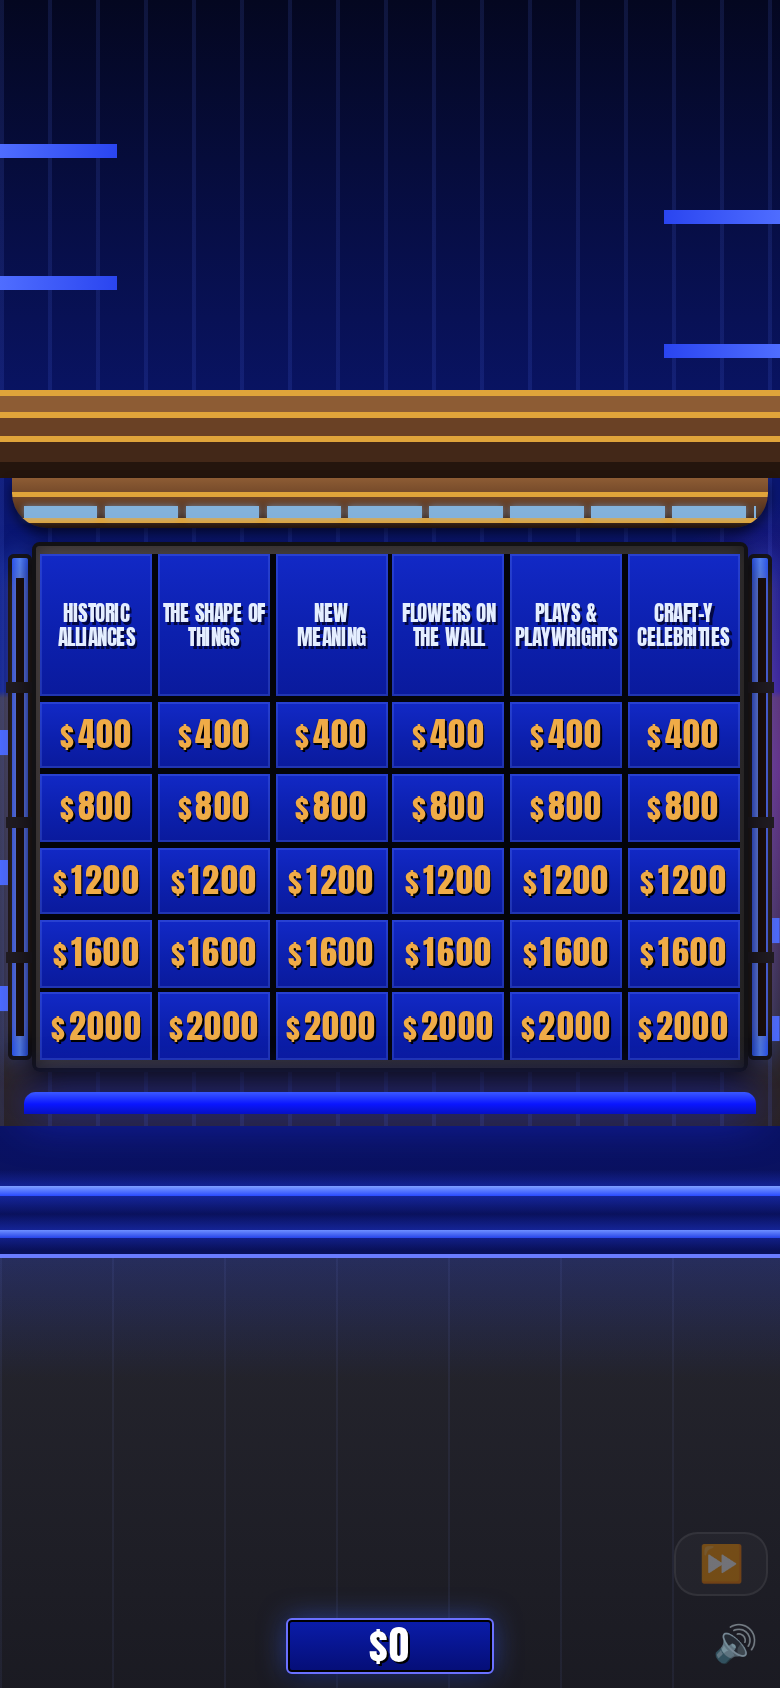 HISTORIC
ALLIANCES
THE SHAPE OF
THINGS
NEW
MEANING
FLOWERS ON
THE WALL
PLAYS &
PLAYWRIGHTS
CRAFT-Y
CELEBRITIES
$400 $400 $400 $400 $400 $400
$800 $800 $800 $800 $800 $800
$1200 $1200 $1200 $1200 $1200 $1200
$1600 $1600 $1600 $1600 $1600 $1600
$2000 $2000 $2000 $2000 $2000 $2000
$0